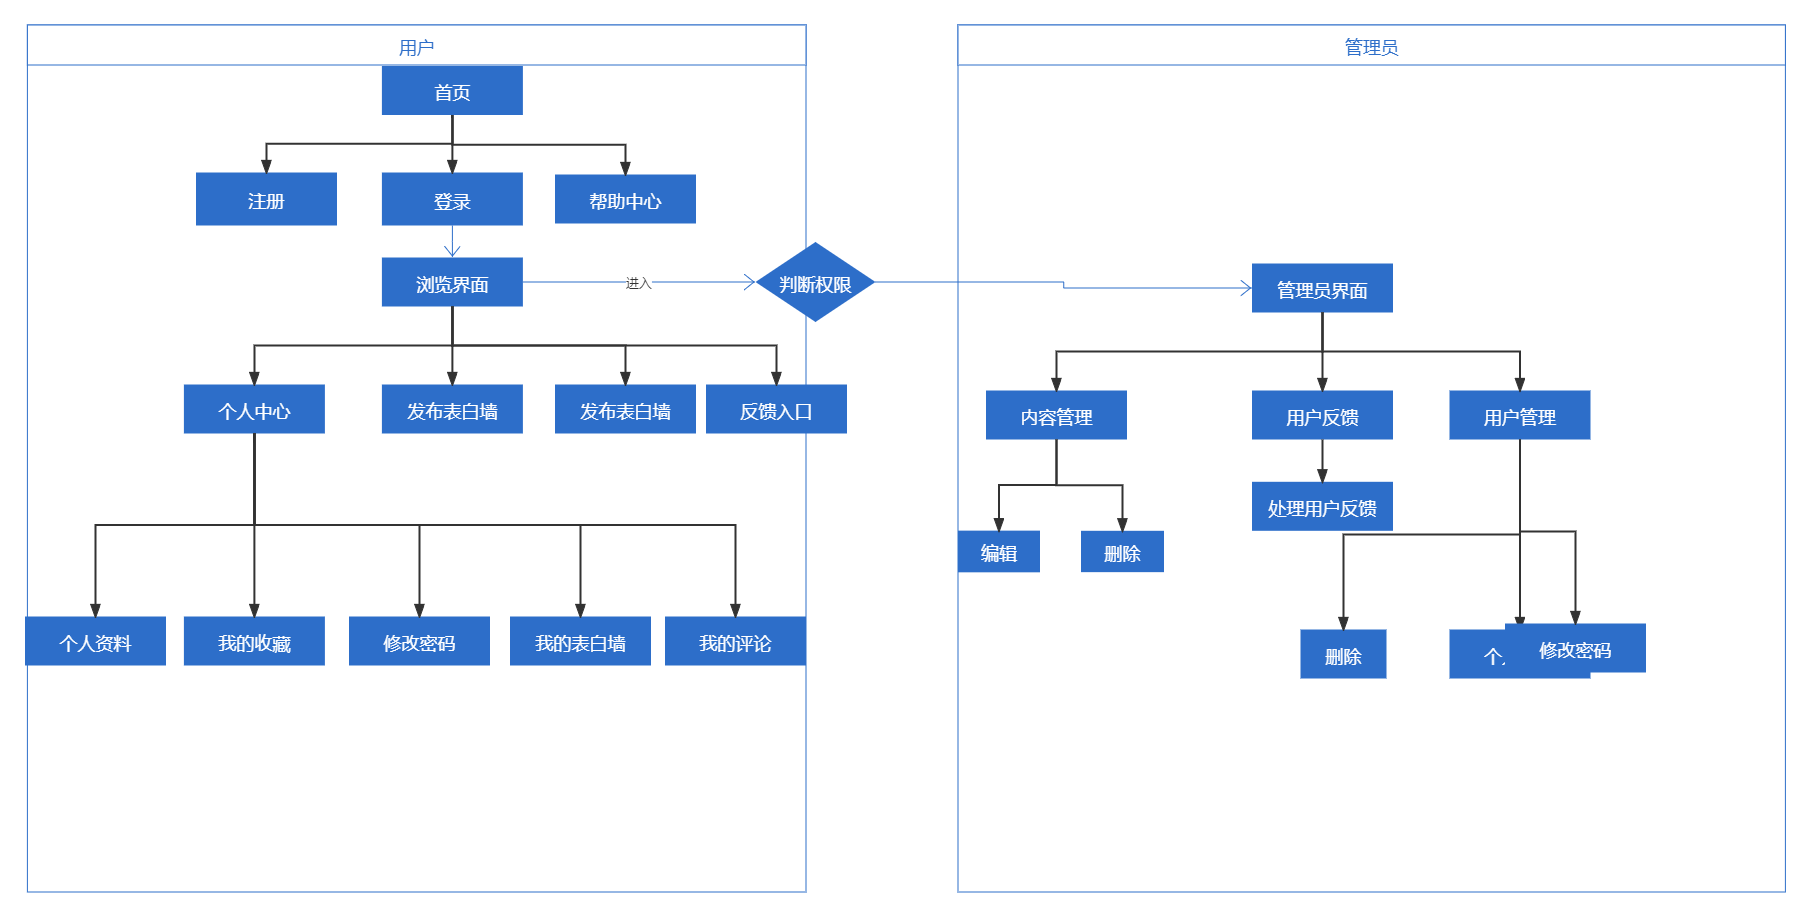 用户
管理员
首页
注册
登录
帮助中心
浏览界面
进入
判断权限
管理员界面
个人中心
发布表白墙
发布表白墙
反馈入口
内容管理
用户反馈
用户管理
处理用户反馈
编辑
删除
个人资料
我的收藏
修改密码
我的表白墙
我的评论
删除
个
修改密码